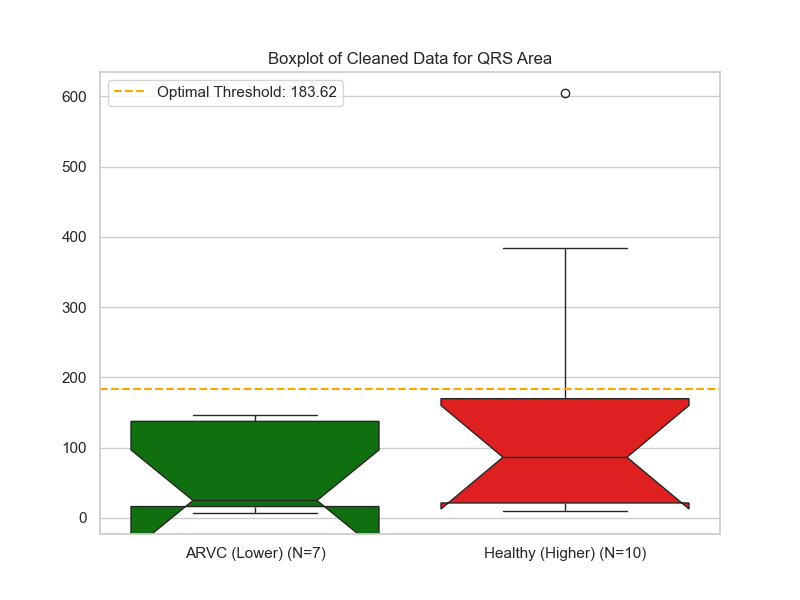 Boxplot of Cleaned Data for QRS Area
Optimal Threshold: 183.62
600
500
400
300
200
100
0
ARVC (Lower) (N=7)
Healthy (Higher) (N=10)